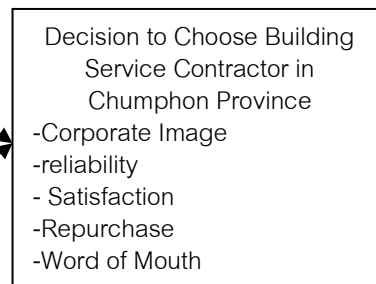 Decision to Choose Building
Service Contractor in
Chumphon Province
-Corporate Image
-reliability
- Satisfaction
-Repurchase
-Word of Mouth